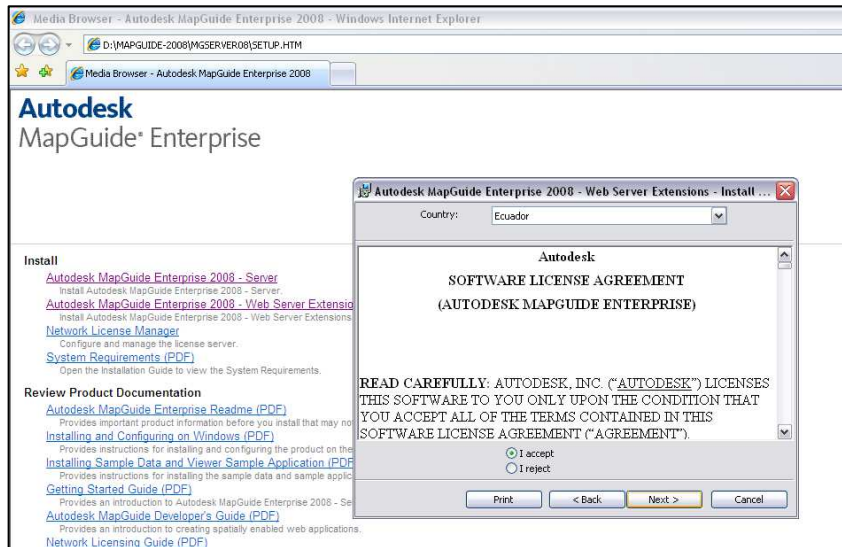 Media Browser - Autodesk MapGuide Enterprise 2008 - Windows Internet Explorer
D:\MAPGUIDE-2008\MGSERVER08\SETUP.HTM
Media Browser - Autodesk MapGuide Enterprise 2008
Autodesk
MapGuide® Enterprise
Install
Autodesk MapGuide Enterprise 2008 - Server
Install Autodesk MapGuide Enterprise 2008 - Server.
Autodesk MapGuide Enterprise 2008 - Web Server Extensio
Install Autodesk MapGuide Enterprise 2008 - Web Server Extensions
Network License Manager
Configure and manage the license server.
System Requirements (PDF)
Open the Installation Guide to view the System Requirements.
Review Product Documentation
Autodesk MapGuide Enterprise Readme (PDF)
Provides important product information before you install that may no
Installing and Configuring on Windows (PDF)
Provides instructions for installing and configuring the product on the
Installing Sample Data and Viewer Sample Application (PDF
Provides instructions for installing the sample data and sample applic
Getting Started Guide (PDF)
Provides an introduction to Autodesk MapGuide Enterprise 2008 - Se
Autodesk MapGuide Developer's Guide (PDF)
Provides an introduction to creating spatially enabled web applications.
Network Licensing Guide (PDF)
Autodesk MapGuide Enterprise 2008 - Web Server Extensions - Install ...
Country: Ecuador
Autodesk
SOFTWARE LICENSE AGREEMENT
(AUTODESK MAPGUIDE ENTERPRISE)
READ CAREFULLY: AUTODESK, INC. (“AUTODESK”) LICENSES
THIS SOFTWARE TO YOU ONLY UPON THE CONDITION THAT
YOU ACCEPT ALL OF THE TERMS CONTAINED IN THIS
SOFTWARE LICENSE AGREEMENT (“AGREEMENT”).
I accept
I reject
Print < Back Next > Cancel